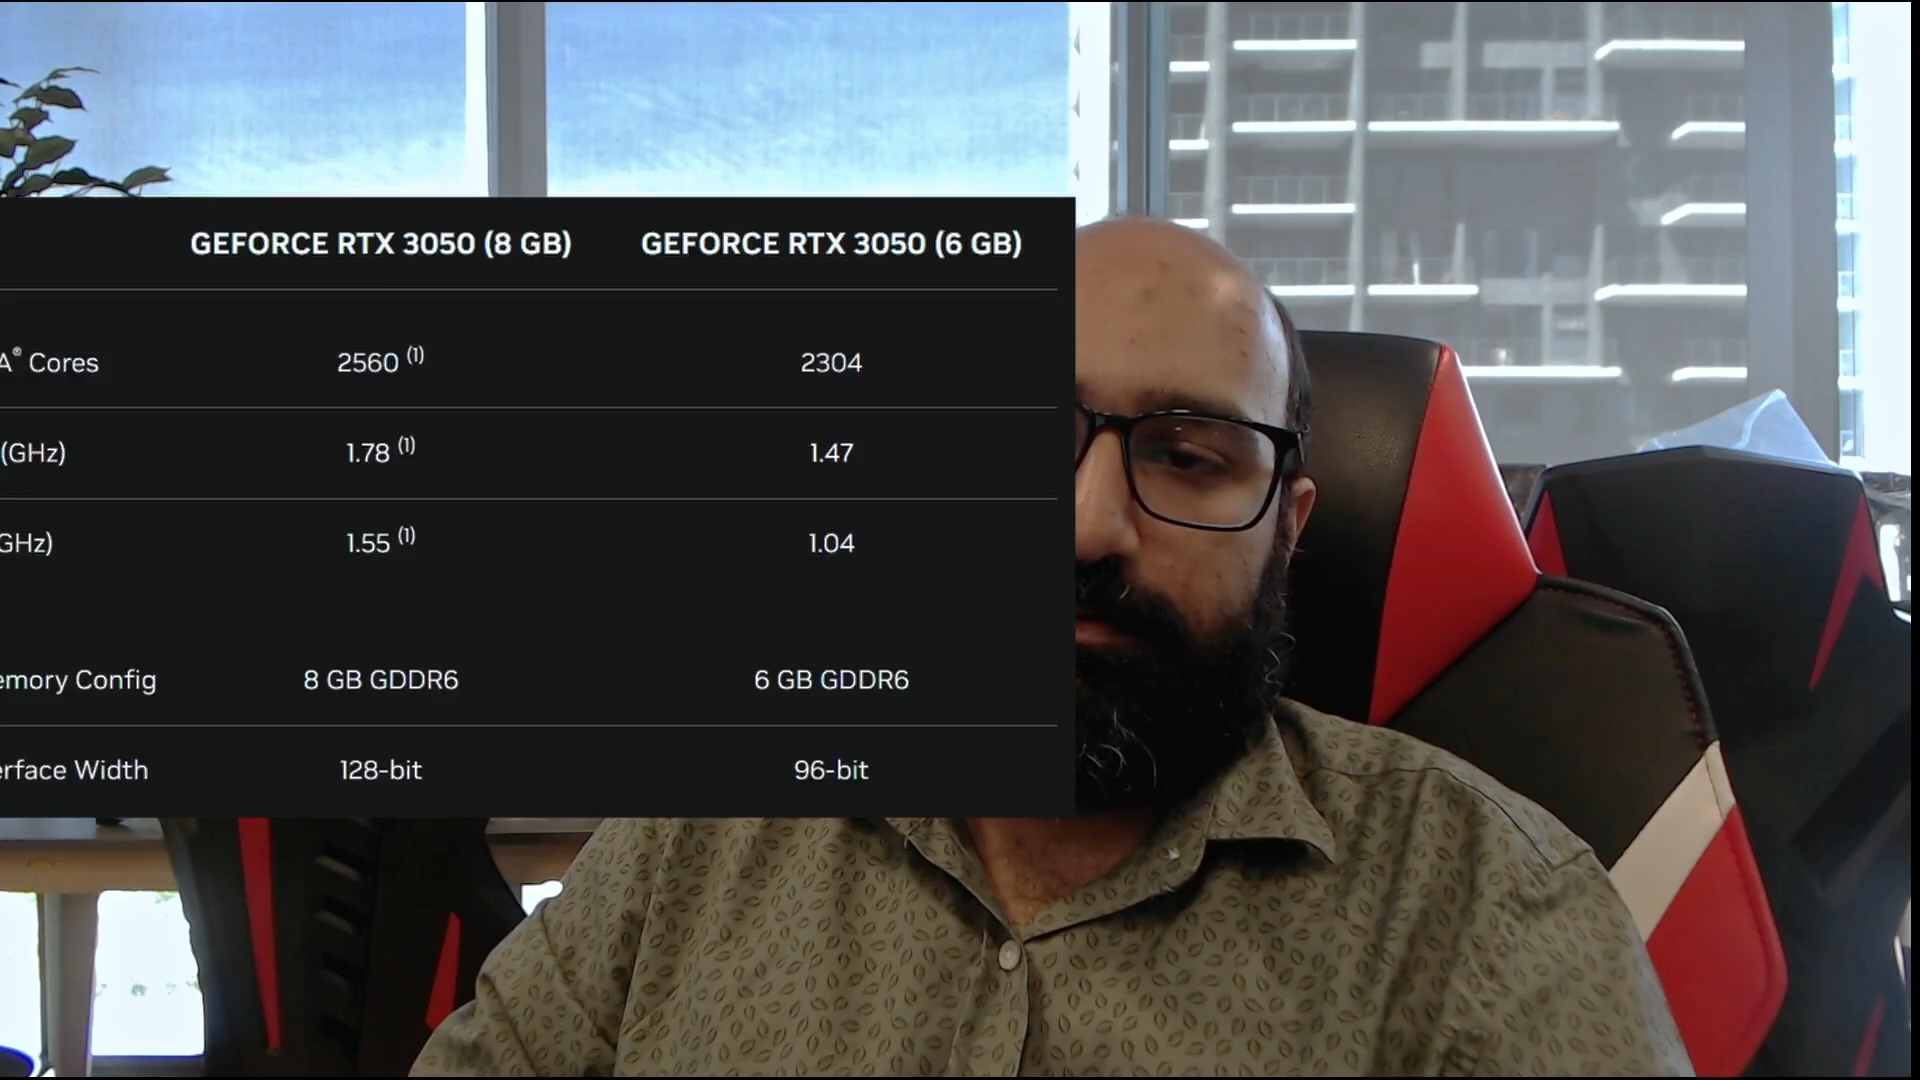 GEFORCE RTX 3050 (8 GB) GEFORCE RTX 3050 (6 GB)
A® Cores 2560 (1) 2304
(GHz) 1.78 (1) 1.47
GHz) 1.55 (1) 1.04
emory Config 8 GB GDDR6 6 GB GDDR6
erface Width 128-bit 96-bit